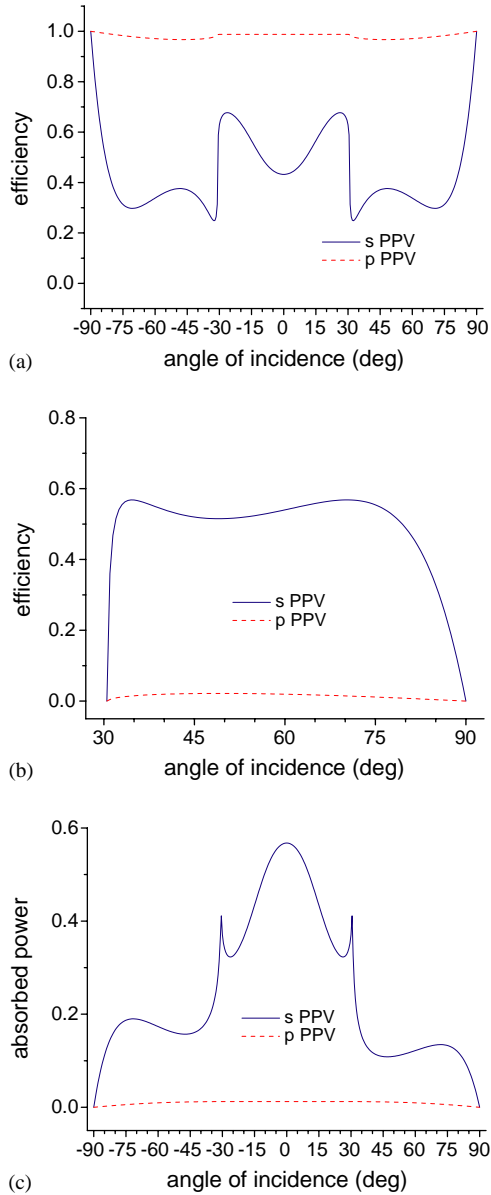 1.0
0.8
0.6
0.4
0.2
0.0
efficiency
s PPV
p PPV
-90 -75 -60 -45 -30 -15 0 15 30 45 60 75 90
angle of incidence (deg)
(a)
0.8
0.6
0.4
0.2
0.0
efficiency
s PPV
p PPV
30 45 60 75 90
angle of incidence (deg)
(b)
0.6
0.4
0.2
0.0
absorbed power
s PPV
p PPV
-90 -75 -60 -45 -30 -15 0 15 30 45 60 75 90
angle of incidence (deg)
(c)